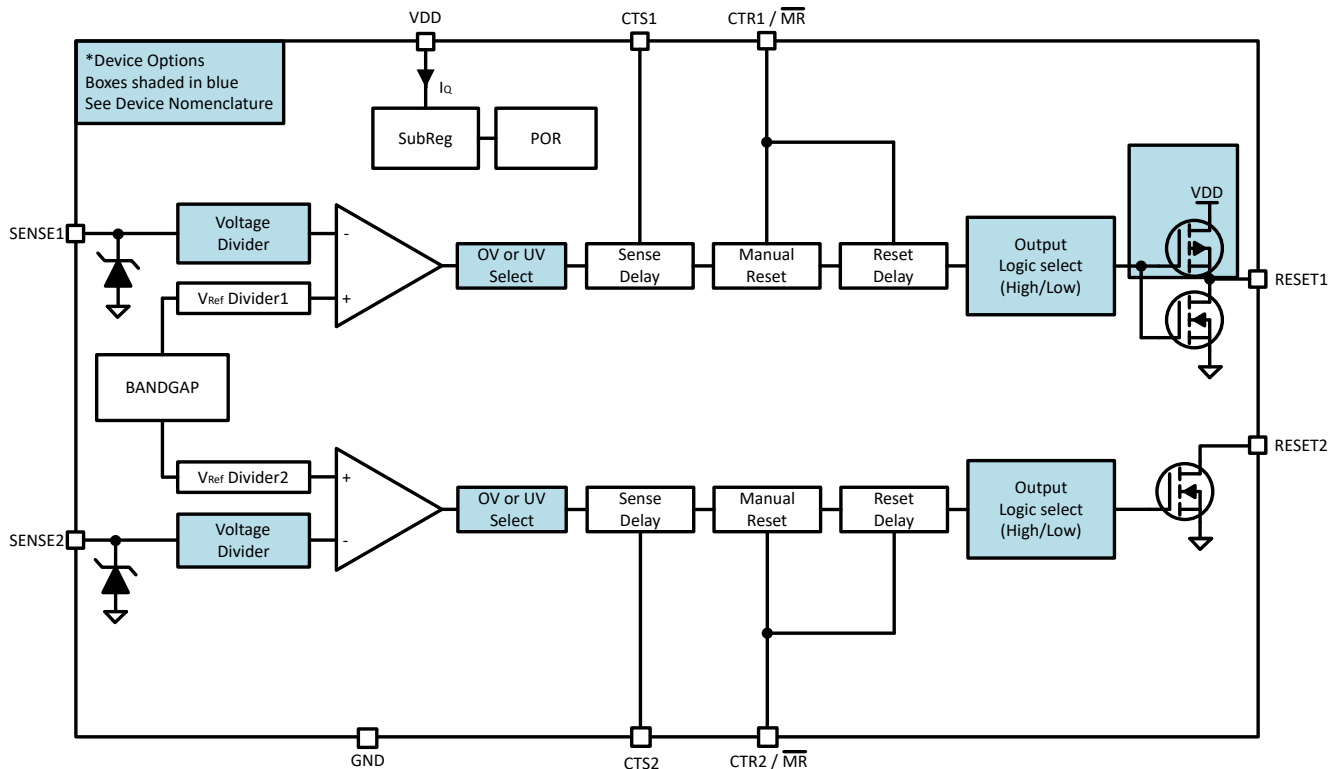 VDD
CTS1
CTR1 / MR
*Device Options
Boxes shaded in blue
See Device Nomenclature
IQ
SubReg
POR
VDD
SENSE1
Voltage
Divider
-
+
VRef Divider1
OV or UV
Select
Sense
Delay
Manual
Reset
Reset
Delay
Output
Logic select
(High/Low)
RESET1
BANDGAP
RESET2
VRef Divider2
+
-
SENSE2
Voltage
Divider
OV or UV
Select
Sense
Delay
Manual
Reset
Reset
Delay
Output
Logic select
(High/Low)
GND
CTS2
CTR2 / MR